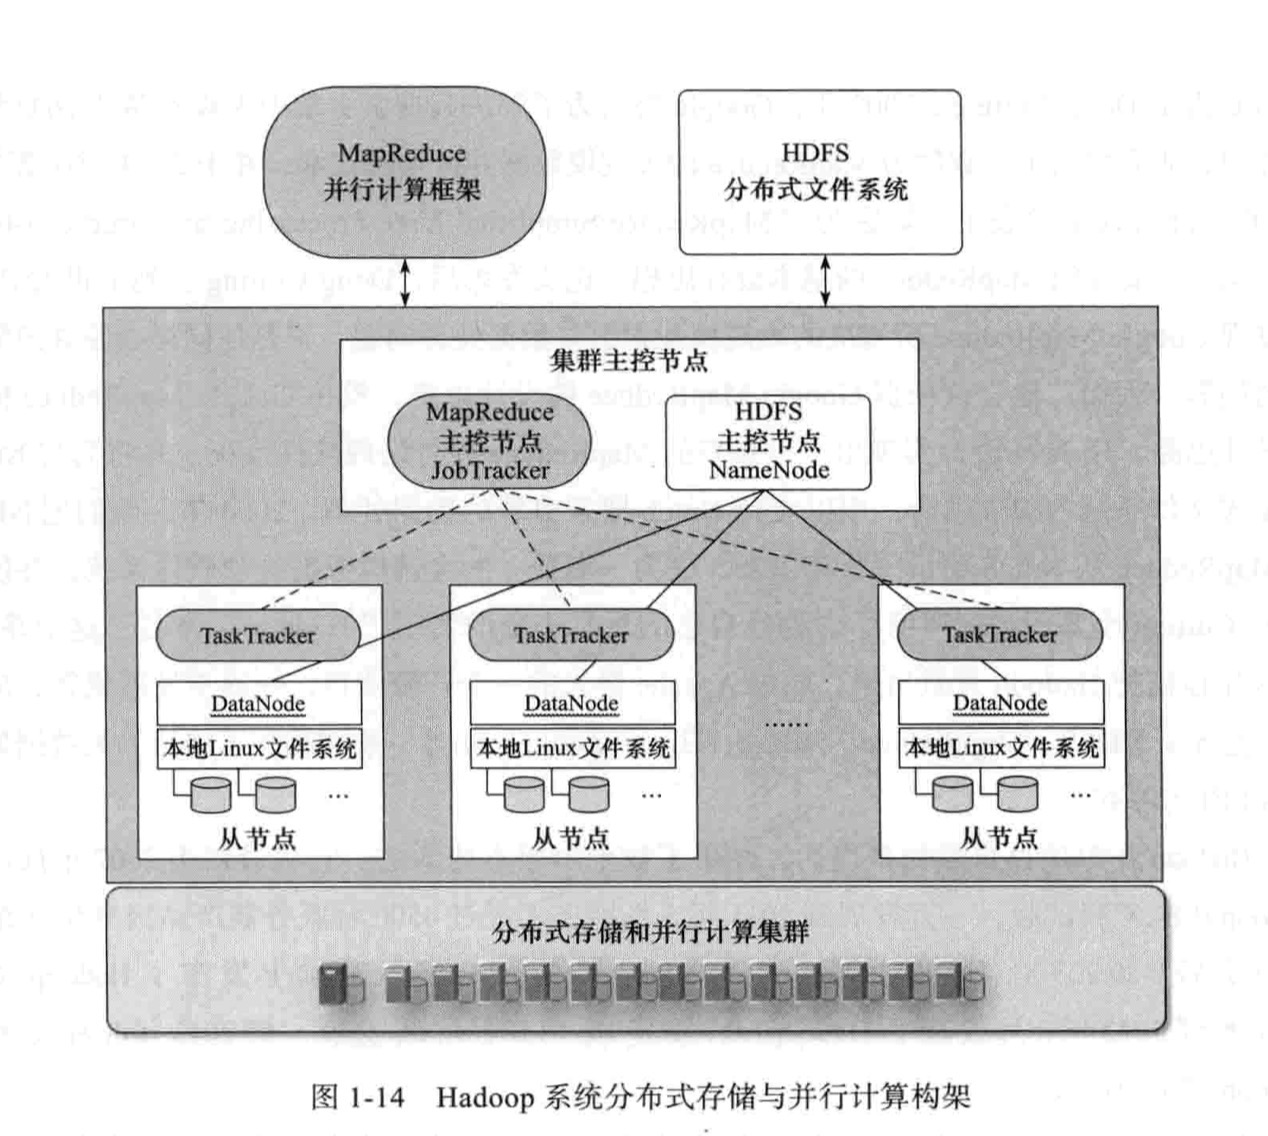 MapReduce
并行计算框架
HDFS
分布式文件系统
集群主控节点
MapReduce
主控节点
JobTracker
HDFS
主控节点
NameNode
TaskTracker
DataNode
本地Linux文件系统
...
从节点
TaskTracker
DataNode
本地Linux文件系统
...
从节点
......
TaskTracker
DataNode
本地Linux文件系统
...
从节点
分布式存储和并行计算集群
图 1-14 Hadoop 系统分布式存储与并行计算构架